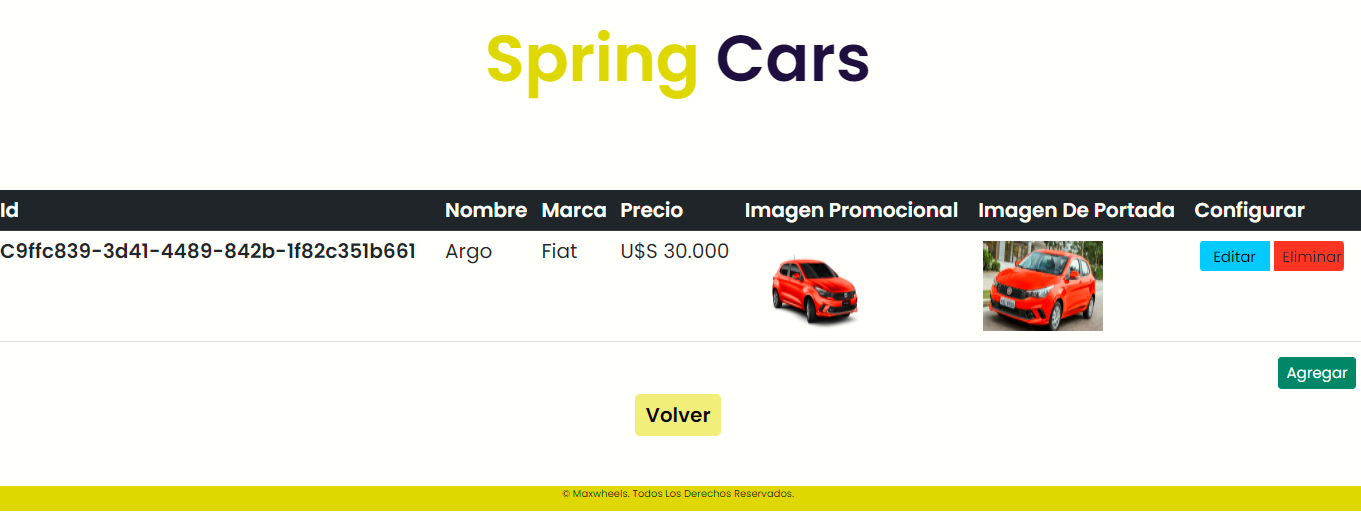 Spring Cars
Id Nombre Marca Precio Imagen Promocional Imagen De Portada Configurar
C9ffc839-3d41-4489-842b-1f82c351b661 Argo Fiat U$S 30.000 Editar Eliminar
Agregar
Volver
© Maxwheels. Todos Los Derechos Reservados.